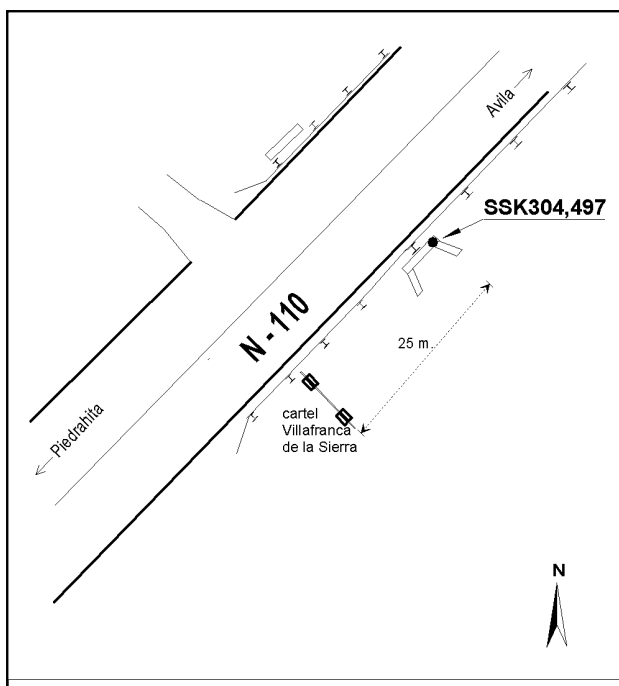 Avila
SSK304,497
N - 110
25 m.
cartel
Villafranca
de la Sierra
Piedrahita
N